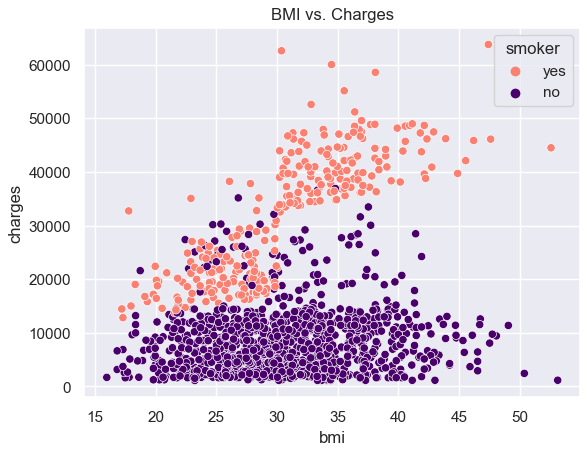 BMI vs. Charges
smoker
yes
no
charges
60000
50000
40000
30000
20000
10000
0
15 20 25 30 35 40 45 50
bmi